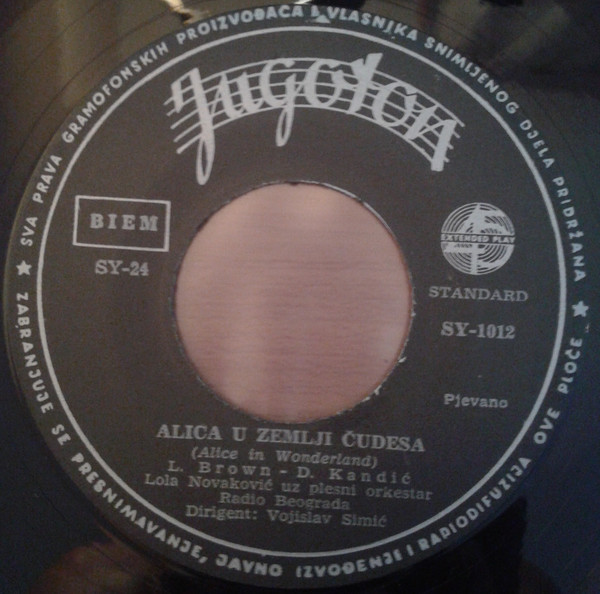 SVA PRAVA GRAMOFONSKIH PROIZVOĐAČA I VLASNIKA SNIMLJENOG DJELA PRIDRŽANA ★
ZABRANJUJE SE PRESNIMAVANJE, JAVNO IZVOĐENJE I RADIODIFUZIJA OVE PLOČE ★
Jugoton
BIEM
SY-24
EXTENDED PLAY
STANDARD
SY-1012
Pjevano
ALICA U ZEMLJI ČUDESA
(Alice in Wonderland)
L. Brown - D. Kandić
Lola Novaković uz plesni orkestar
Radio Beograda
Dirigent: Vojislav Simić